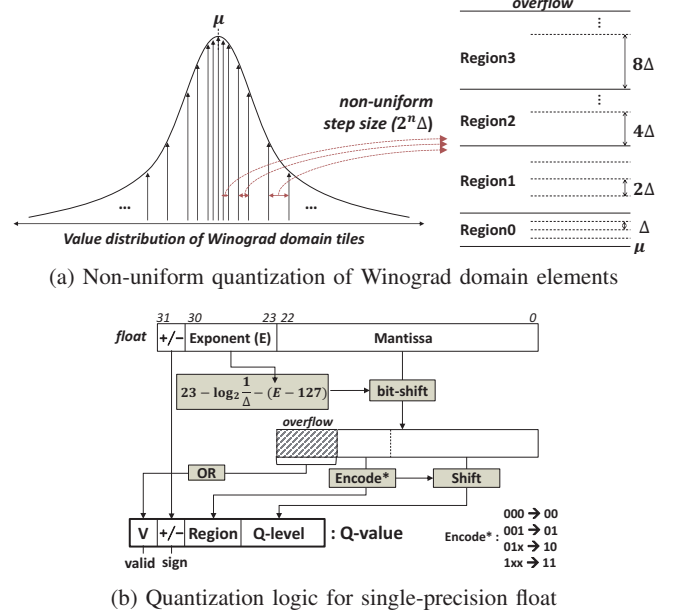 overflow
μ
Region3
8Δ
non-uniform
step size (2ⁿΔ)
Region2
4Δ
Region1
2Δ
...
...
Region0
Δ
μ
Value distribution of Winograd domain tiles
(a) Non-uniform quantization of Winograd domain elements
31 30 23 22 0
float +/− Exponent (E) Mantissa
23 − log₂ 1/Δ − (E − 127)
bit-shift
overflow
OR
Encode*
Shift
V +/− Region Q-level : Q-value
valid sign
Encode* :
000 → 00
001 → 01
01x → 10
1xx → 11
(b) Quantization logic for single-precision float